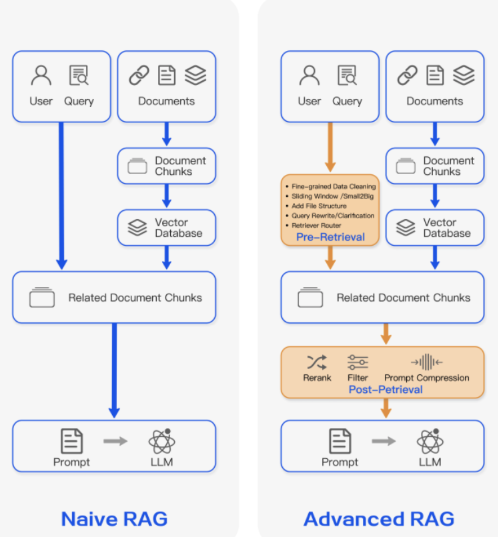 User Query
Documents
Document
Chunks
Vector
Database
Related Document Chunks
Prompt
LLM
Naive RAG
User Query
Documents
• Fine-grained Data Cleaning
• Sliding Window /Small2Big
• Add File Structure
• Query Rewrite/Clarification
• Retriever Router
Pre-Retrieval
Document
Chunks
Vector
Database
Related Document Chunks
Rerank Filter Prompt Compression
Post-Petrieval
Prompt
LLM
Advanced RAG